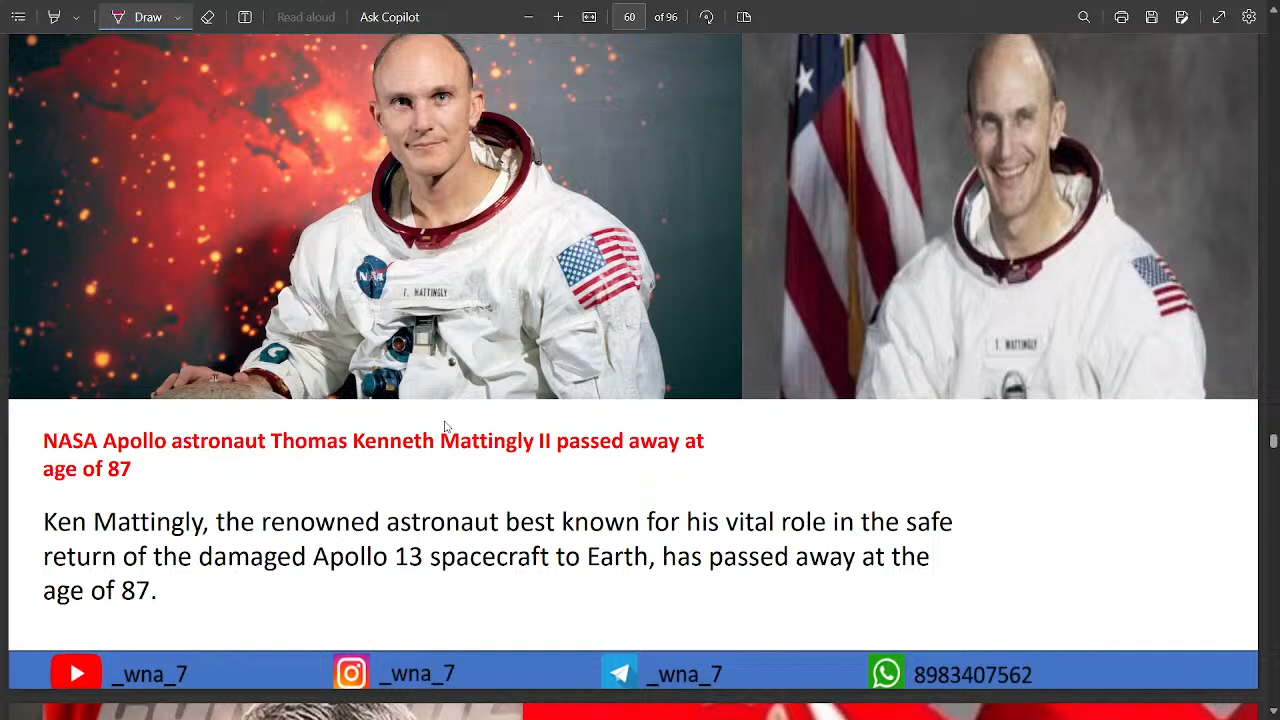 Draw
Read aloud
Ask Copilot
60 of 96
NASA
T. MATTINGLY
T. MATTINGLY
NASA Apollo astronaut Thomas Kenneth Mattingly II passed away at
age of 87
Ken Mattingly, the renowned astronaut best known for his vital role in the safe
return of the damaged Apollo 13 spacecraft to Earth, has passed away at the
age of 87.
_wna_7
_wna_7
_wna_7
8983407562